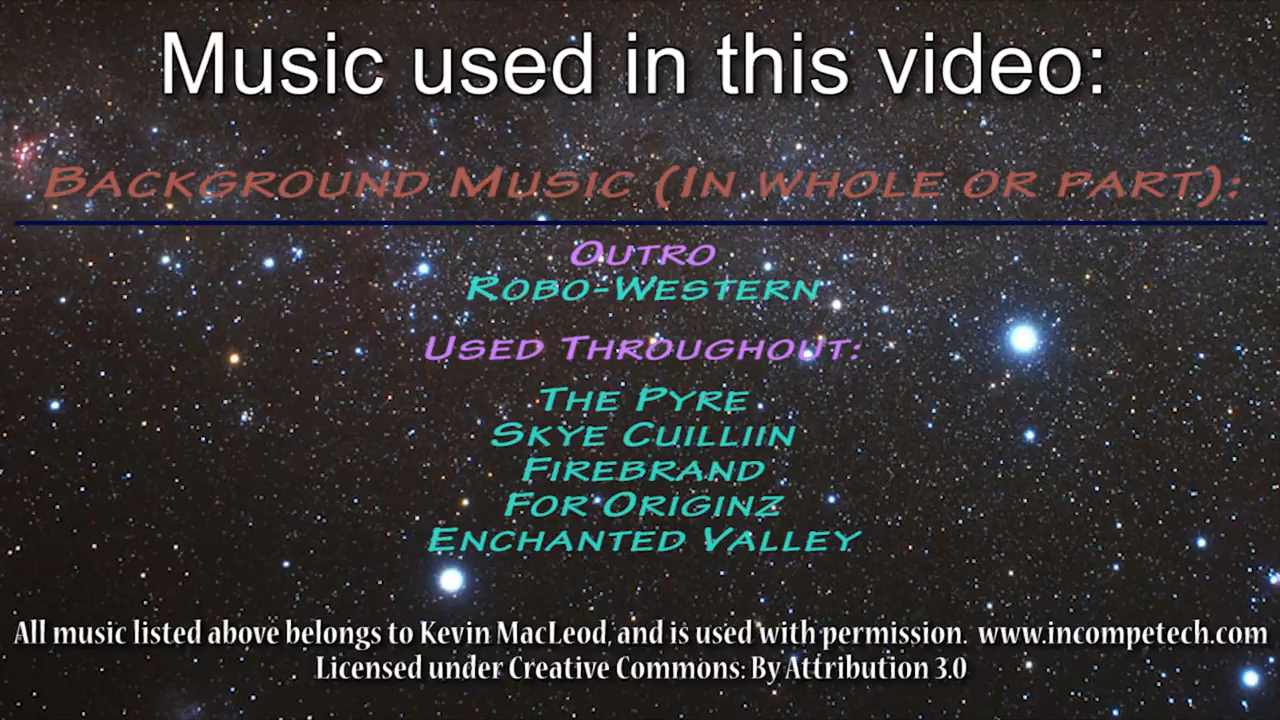 Music used in this video:
Background Music (In whole or part):
Outro
Robo-Western
Used Throughout:
The Pyre
Skye Cuilliin
Firebrand
For Originz
Enchanted Valley
All music listed above belongs to Kevin MacLeod, and is used with permission. www.incompetech.com
Licensed under Creative Commons: By Attribution 3.0